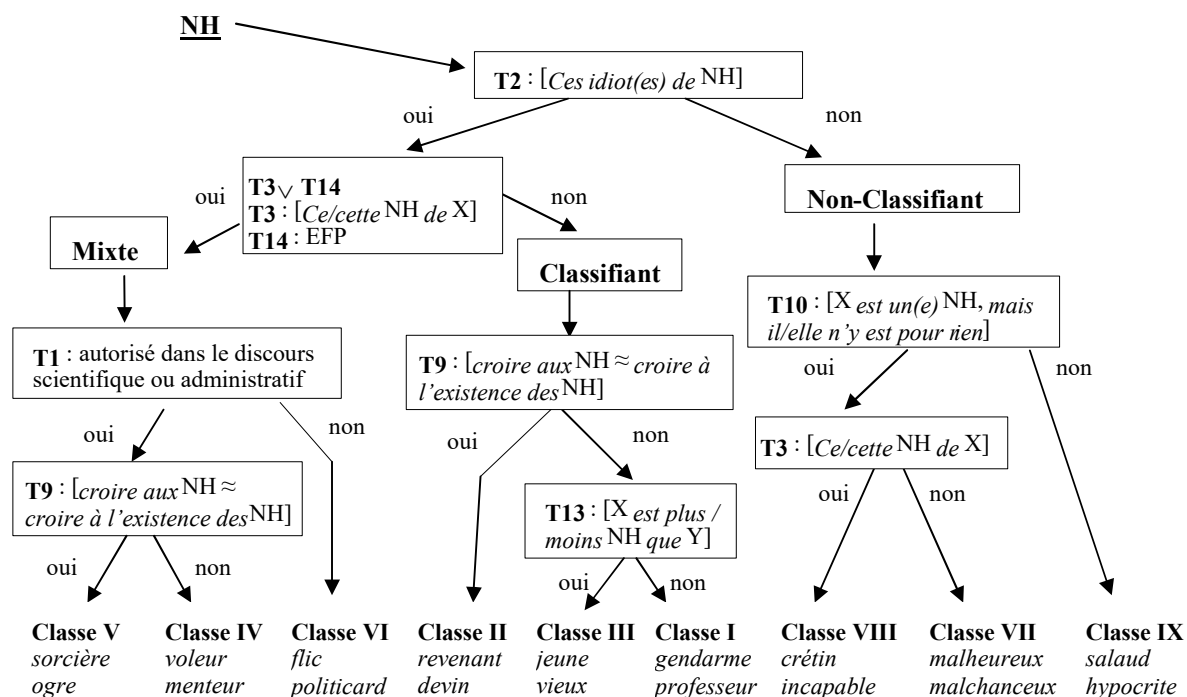 NH
T2 : [Ces idiot(es) de NH]
oui
non
oui
T3∨ T14
T3 : [Ce/cette NH de X]
T14 : EFP
non
Non-Classifiant
Mixte
Classifiant
T10 : [X est un(e) NH, mais
il/elle n’y est pour rien]
T1 : autorisé dans le discours
scientifique ou administratif
T9 : [croire aux NH ≈ croire à
l’existence des NH]
oui
non
oui
non
oui
non
T3 : [Ce/cette NH de X]
T9 : [croire aux NH ≈
croire à l’existence des NH]
T13 : [X est plus /
moins NH que Y]
oui
non
oui
non
oui
non
Classe V
sorcière
ogre
Classe IV
voleur
menteur
Classe VI
flic
politicard
Classe II
revenant
devin
Classe III
jeune
vieux
Classe I
gendarme
professeur
Classe VIII
crétin
incapable
Classe VII
malheureux
malchanceux
Classe IX
salaud
hypocrite